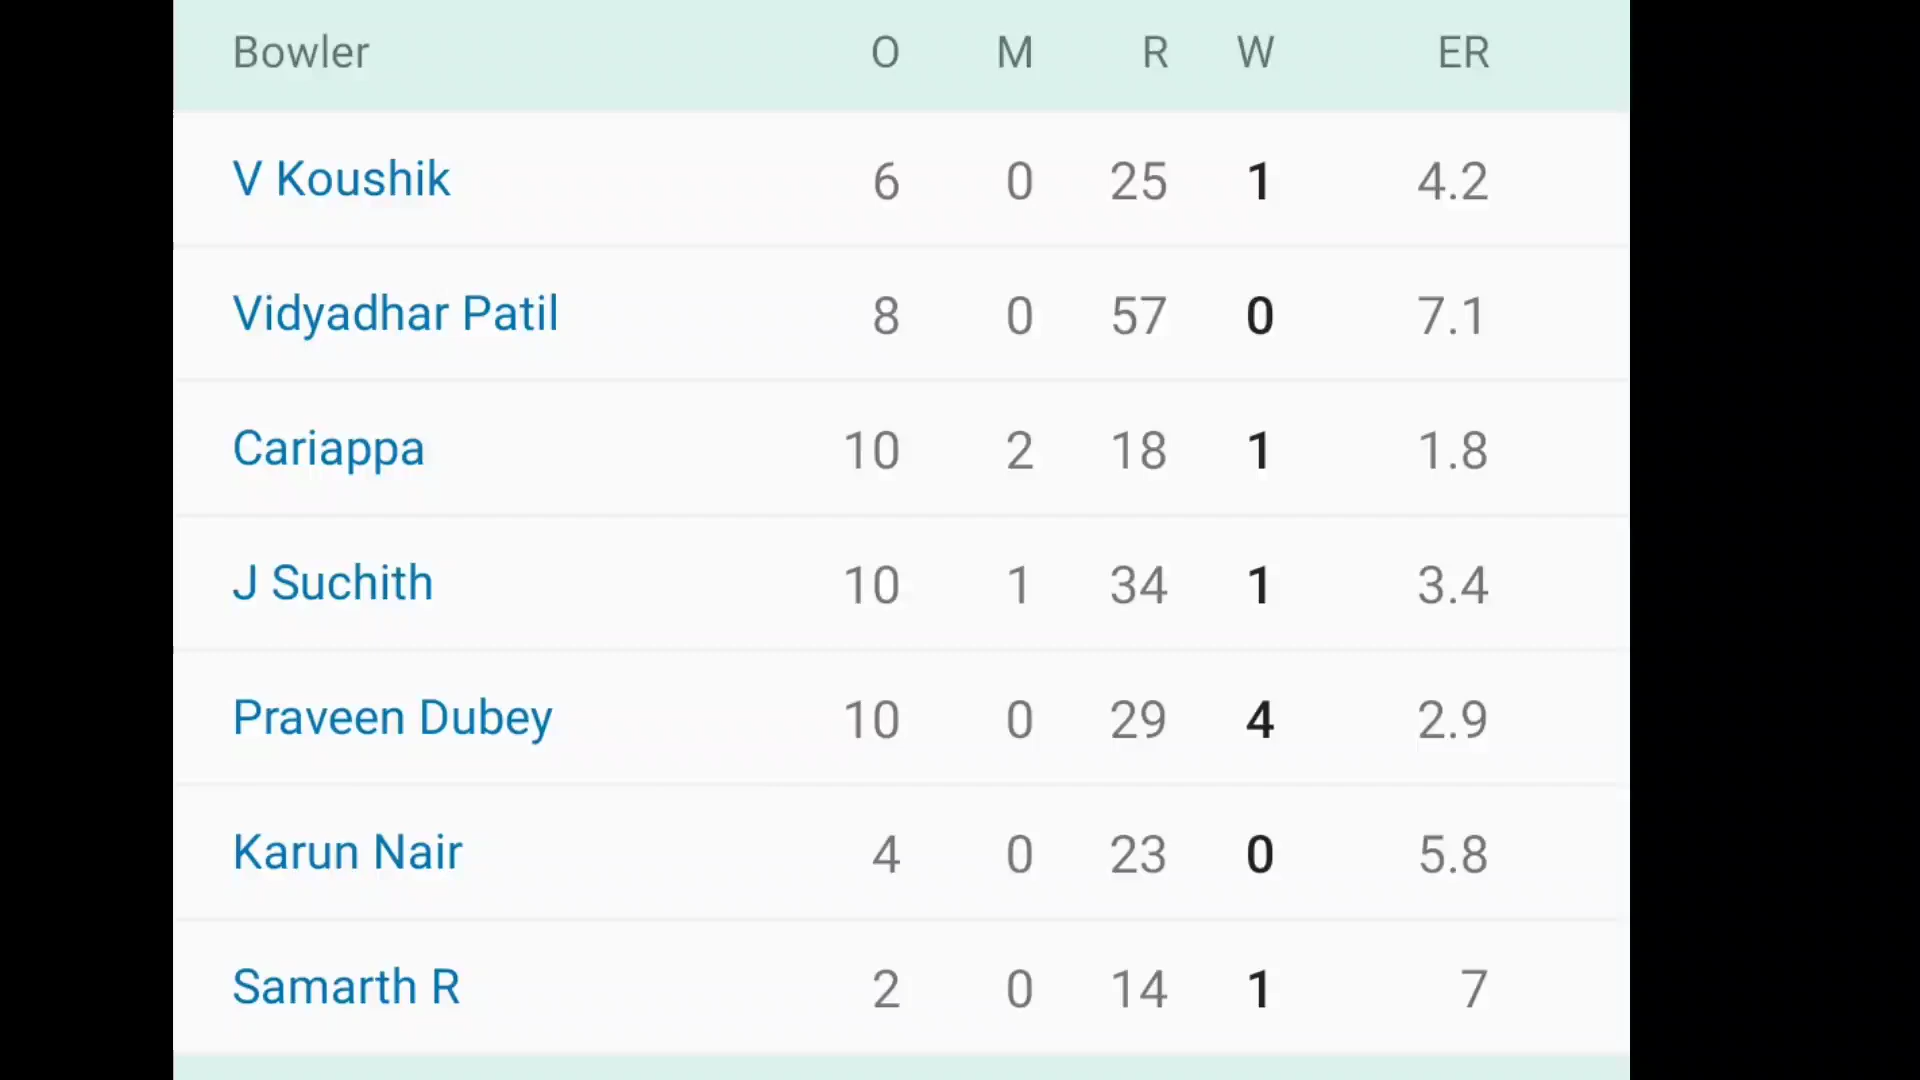 Bowler O M R W ER
V Koushik 6 0 25 1 4.2
Vidyadhar Patil 8 0 57 0 7.1
Cariappa 10 2 18 1 1.8
J Suchith 10 1 34 1 3.4
Praveen Dubey 10 0 29 4 2.9
Karun Nair 4 0 23 0 5.8
Samarth R 2 0 14 1 7